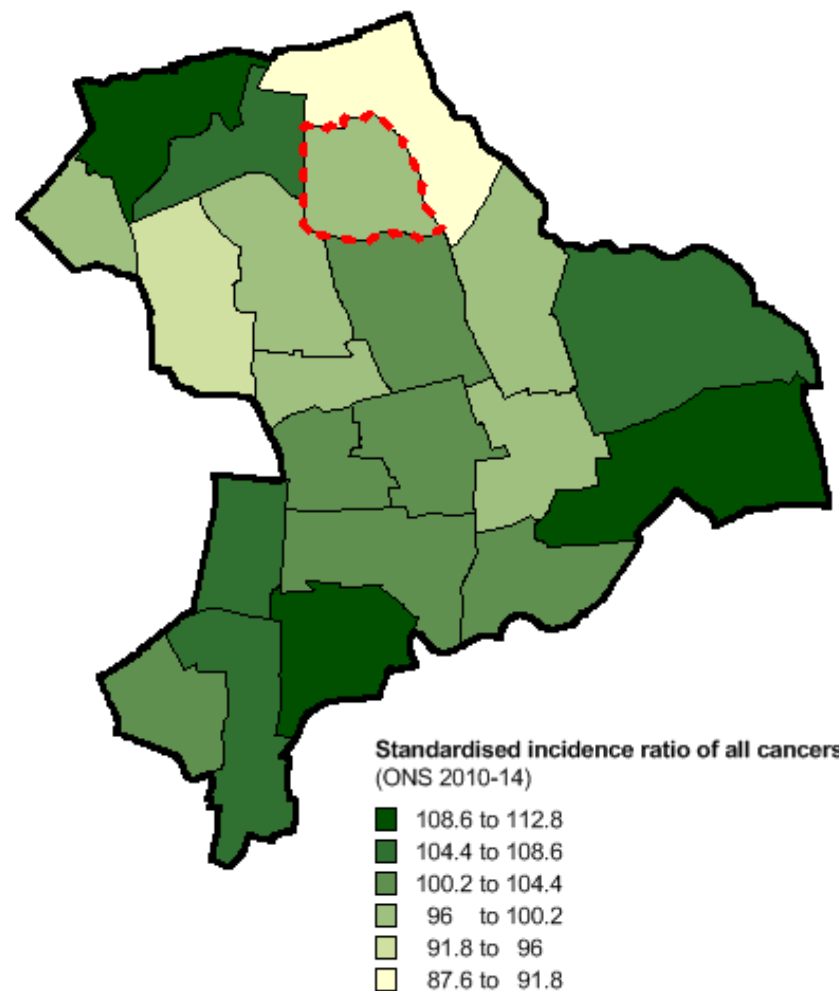 Standardised incidence ratio of all cancers
(ONS 2010-14)
108.6 to 112.8
104.4 to 108.6
100.2 to 104.4
96 to 100.2
91.8 to 96
87.6 to 91.8